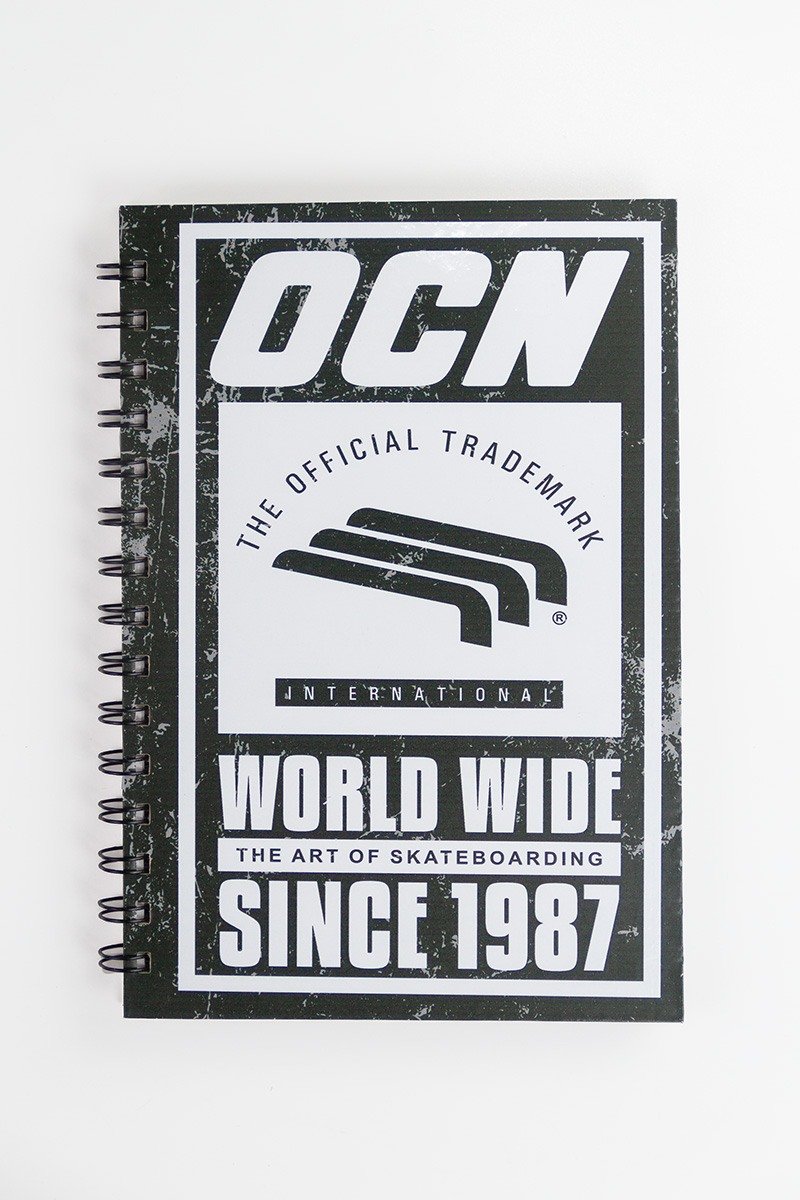 OCN
THE OFFICIAL TRADEMARK
®
INTERNATIONAL
WORLD WIDE
THE ART OF SKATEBOARDING
SINCE 1987